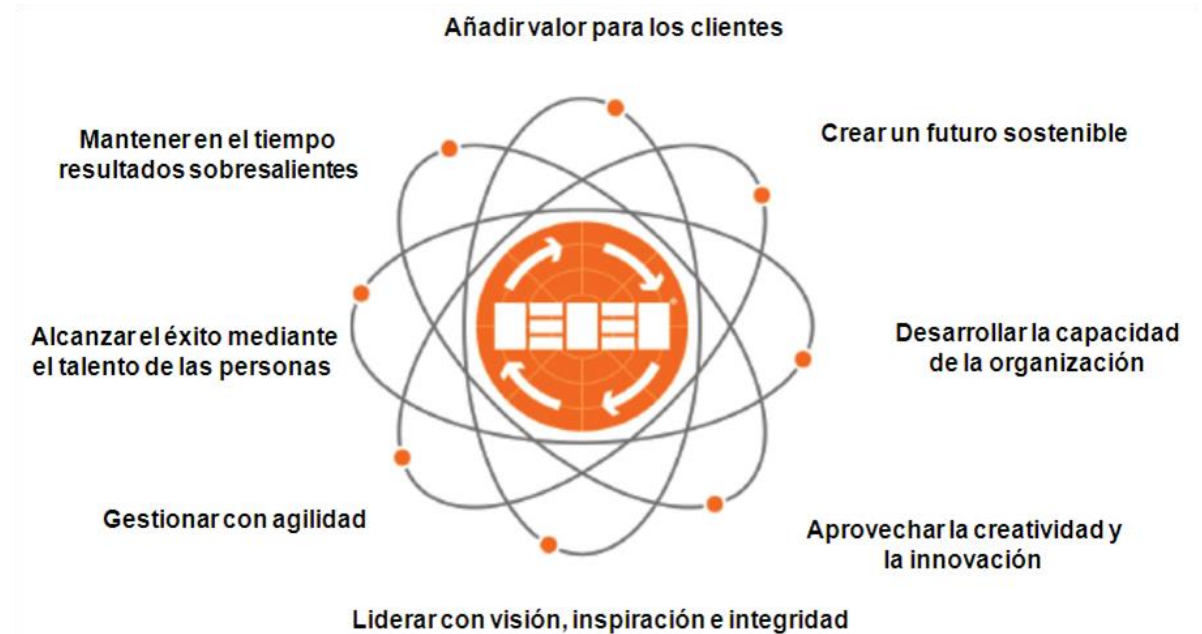 Añadir valor para los clientes
Crear un futuro sostenible
Desarrollar la capacidad
de la organización
Aprovechar la creatividad y
la innovación
Liderar con visión, inspiración e integridad
Gestionar con agilidad
Alcanzar el éxito mediante
el talento de las personas
Mantener en el tiempo
resultados sobresalientes